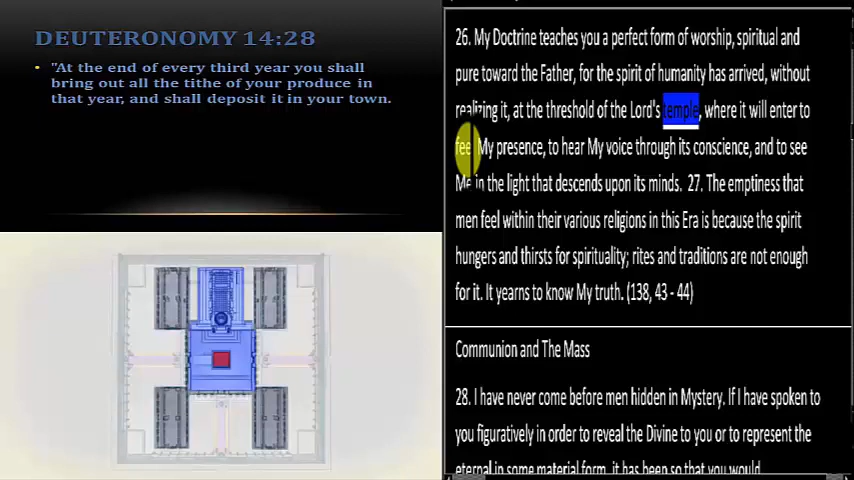 DEUTERONOMY 14:28
• "At the end of every third year you shall
bring out all the tithe of your produce in
that year, and shall deposit it in your town.
26. My Doctrine teaches you a perfect form of worship, spiritual and
pure toward the Father, for the spirit of humanity has arrived, without
realizing it, at the threshold of the Lord's temple, where it will enter to
feel My presence, to hear My voice through its conscience, and to see
Me in the light that descends upon its minds. 27. The emptiness that
men feel within their various religions in this Era is because the spirit
hungers and thirsts for spirituality; rites and traditions are not enough
for it. It yearns to know My truth. (138, 43 - 44)
Communion and The Mass
28. I have never come before men hidden in Mystery. If I have spoken to
you figuratively in order to reveal the Divine to you or to represent the
eternal in some material form, it has been so that you would